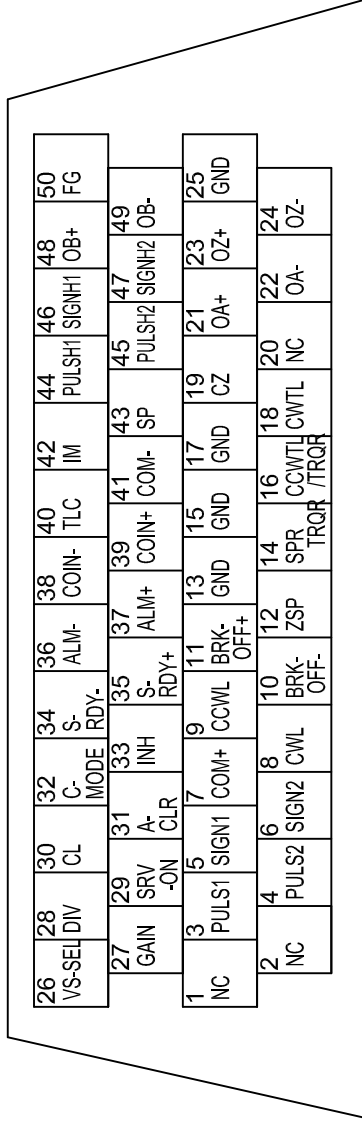 26
VS-SEL
28
DIV
30
CL
32
C-
MODE
34
S-
RDY-
36
ALM-
38
COIN-
40
TLC
42
IM
44
PULSH1
46
SIGNH1
48
OB+
50
FG
27
GAIN
29
SRV
-ON
31
A-
CLR
33
INH
35
S-
RDY+
37
ALM+
39
COIN+
41
COM-
43
SP
45
PULSH2
47
SIGNH2
49
OB-
1
NC
3
PULS1
5
SIGN1
7
COM+
9
CCWL
11
BRK-
OFF+
13
GND
15
GND
17
GND
19
CZ
21
OA+
23
OZ+
25
GND
2
NC
4
PULS2
6
SIGN2
8
CWL
10
BRK-
OFF-
12
ZSP
14
SPR
TRQR
16
CCWTL
/TRQR
18
CWTL
20
NC
22
OA-
24
OZ-